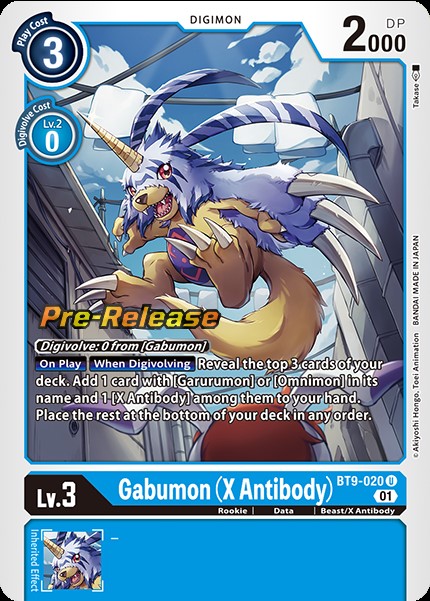 Play Cost
3
DIGIMON
DP
2000
Digivolve Cost
Lv.2
0
Takase
Pre-Release
Digivolve: 0 from [Gabumon]
On Play When Digivolving Reveal the top 3 cards of your
deck. Add 1 card with [Garurumon] or [Omnimon] in its
name and 1 [X Antibody] among them to your hand.
Place the rest at the bottom of your deck in any order.
© Akiyoshi Hongo, Toei Animation BANDAI MADE IN JAPAN
Lv.3
Gabumon (X Antibody)
BT9-020 U
01
Rookie | Data | Beast/X Antibody
Inherited Effect
–